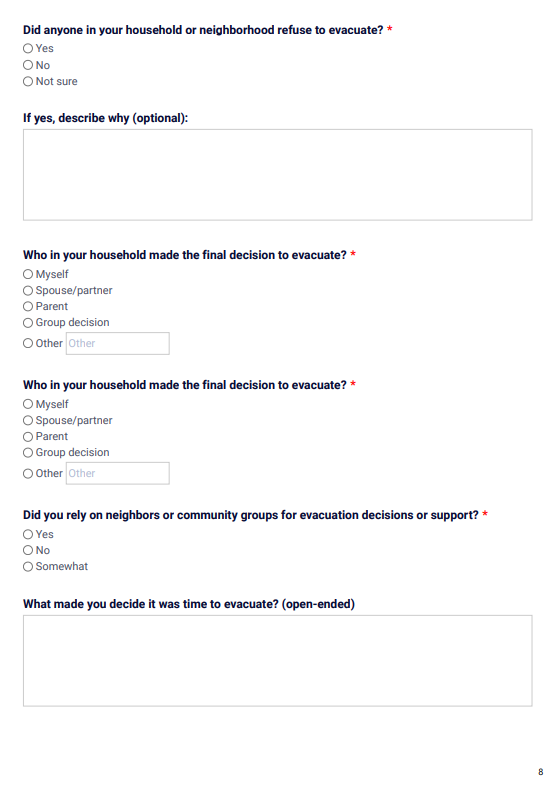 Did anyone in your household or neighborhood refuse to evacuate? *
Yes
No
Not sure
If yes, describe why (optional):
Who in your household made the final decision to evacuate? *
Myself
Spouse/partner
Parent
Group decision
Other Other
Who in your household made the final decision to evacuate? *
Myself
Spouse/partner
Parent
Group decision
Other Other
Did you rely on neighbors or community groups for evacuation decisions or support? *
Yes
No
Somewhat
What made you decide it was time to evacuate? (open-ended)
8